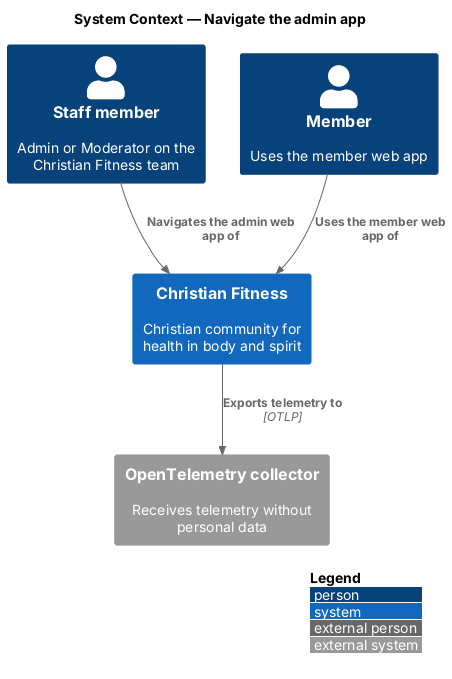 System Context — Navigate the admin app
Staff member
Admin or Moderator on the
Christian Fitness team
Member
Uses the member web app
Navigates the admin web
app of
Uses the member web
app of
Christian Fitness
Christian community for
health in body and spirit
Exports telemetry to
[OTLP]
OpenTelemetry collector
Receives telemetry without
personal data
Legend
person
system
external person
external system